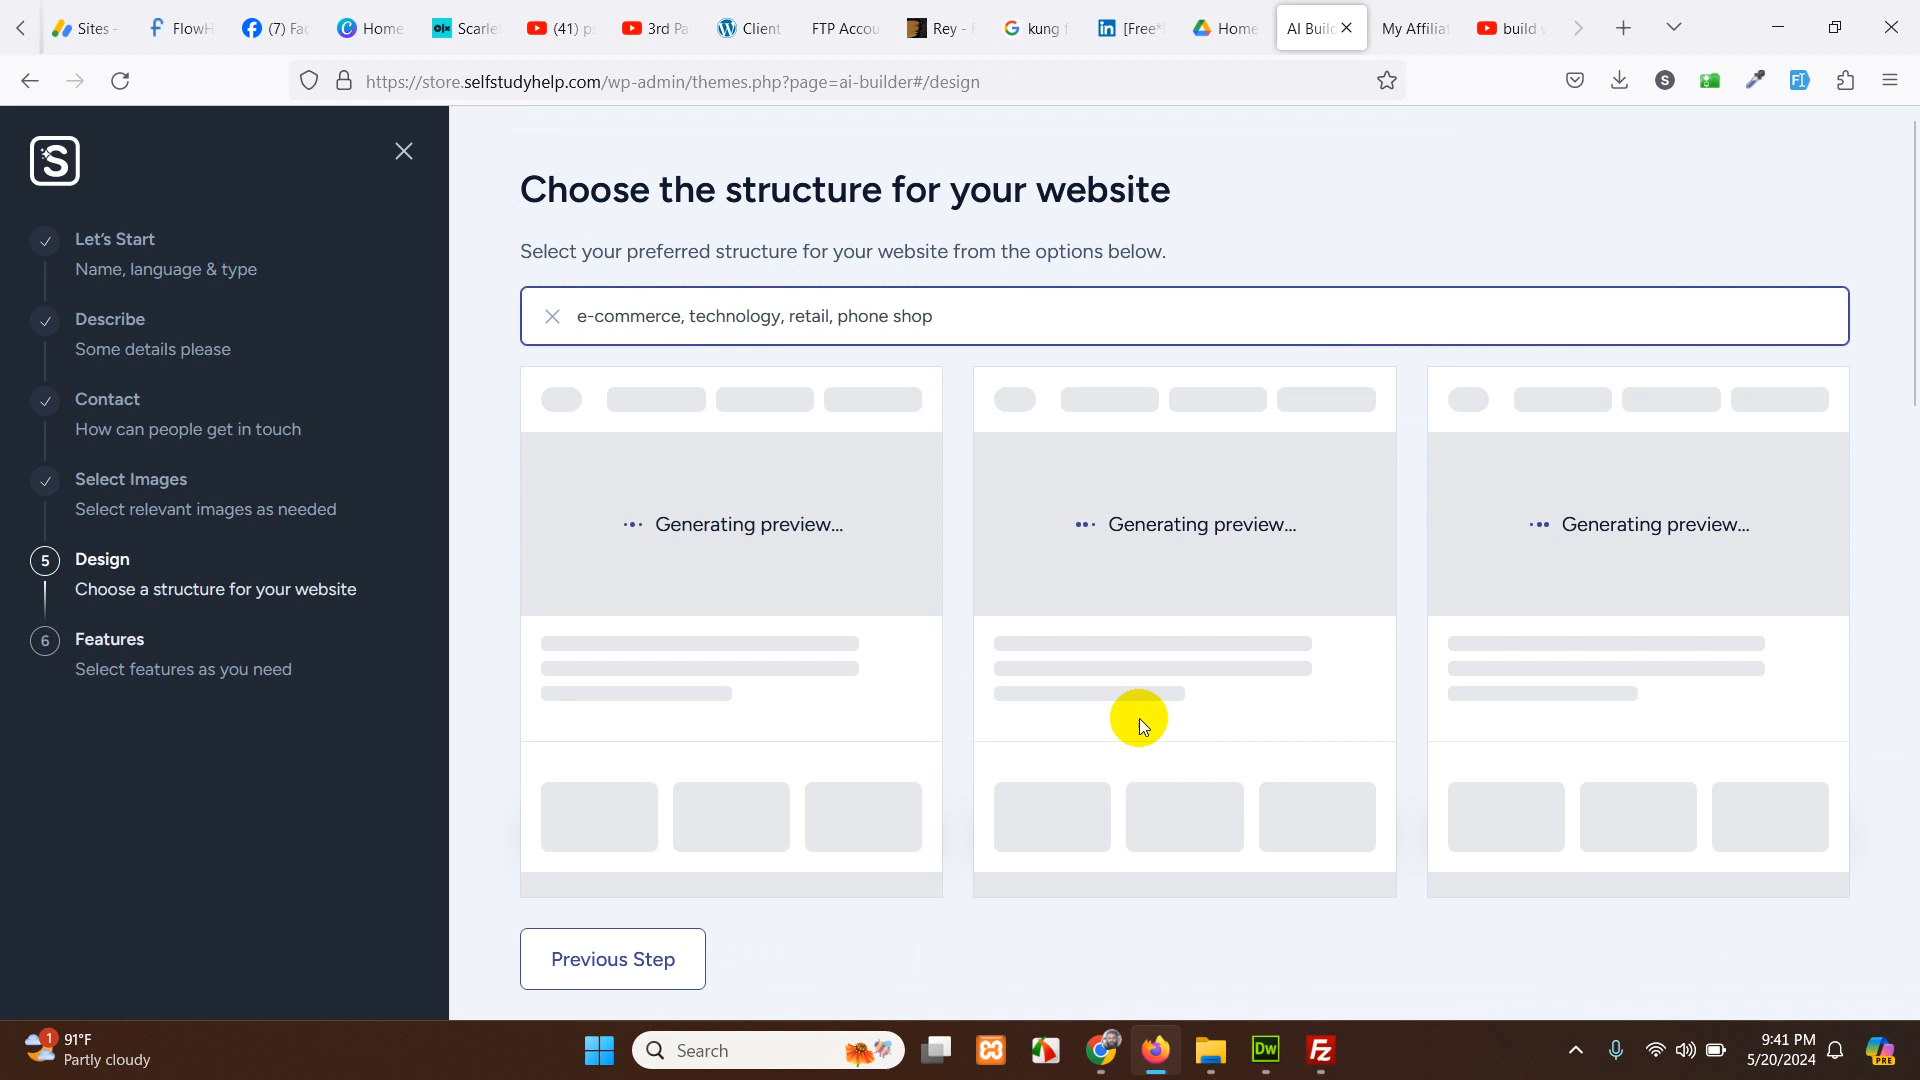 Sites -
FlowH
(7) Fac
Home
Scarle
(41) ps
3rd Pa
Client
FTP Accou
Rey -
kung f
[Free*
Home
AI Buil
My Affiliat
build
https://store.selfstudyhelp.com/wp-admin/themes.php?page=ai-builder#/design
Let's Start
Name, language & type
Describe
Some details please
Contact
How can people get in touch
Select Images
Select relevant images as needed
5
Design
Choose a structure for your website
6
Features
Select features as you need
Choose the structure for your website
Select your preferred structure for your website from the options below.
e-commerce, technology, retail, phone shop
Generating preview...
Generating preview...
Generating preview...
Previous Step
1
91°F
Partly cloudy
Search
Dw
Fz
9:41 PM
5/20/2024
PRE